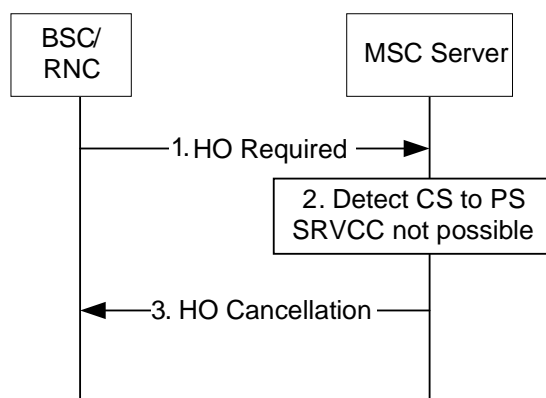 BSC/
RNC
MSC Server
1. HO Required
2. Detect CS to PS
SRVCC not possible
3. HO Cancellation